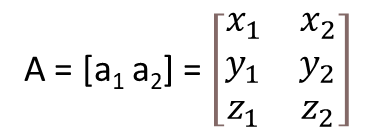 A = [a₁ a₂] = [x₁ x₂
y₁ y₂
z₁ z₂]